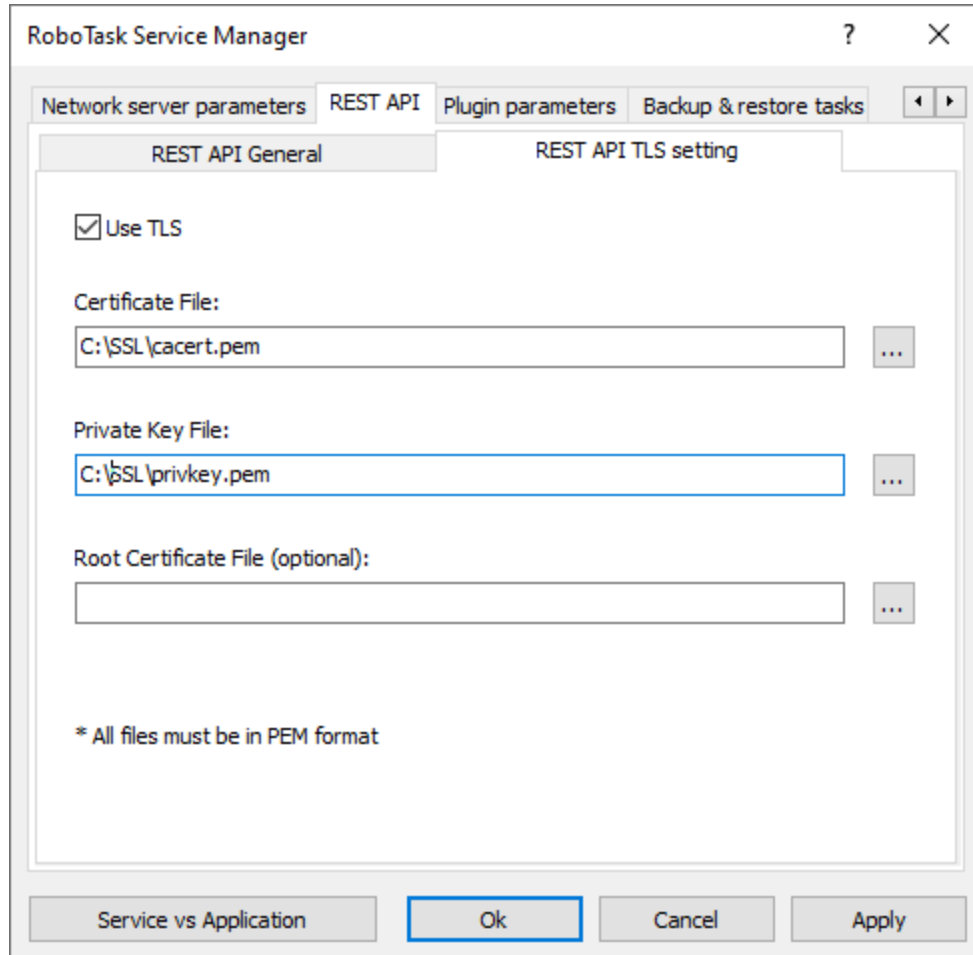 RoboTask Service Manager ?
Network server parameters REST API Plugin parameters Backup & restore tasks
REST API General REST API TLS setting
Use TLS
Certificate File:
C:\SSL\cacert.pem ...
Private Key File:
C:\SSL\privkey.pem ...
Root Certificate File (optional):
...
* All files must be in PEM format
Service vs Application Ok Cancel Apply